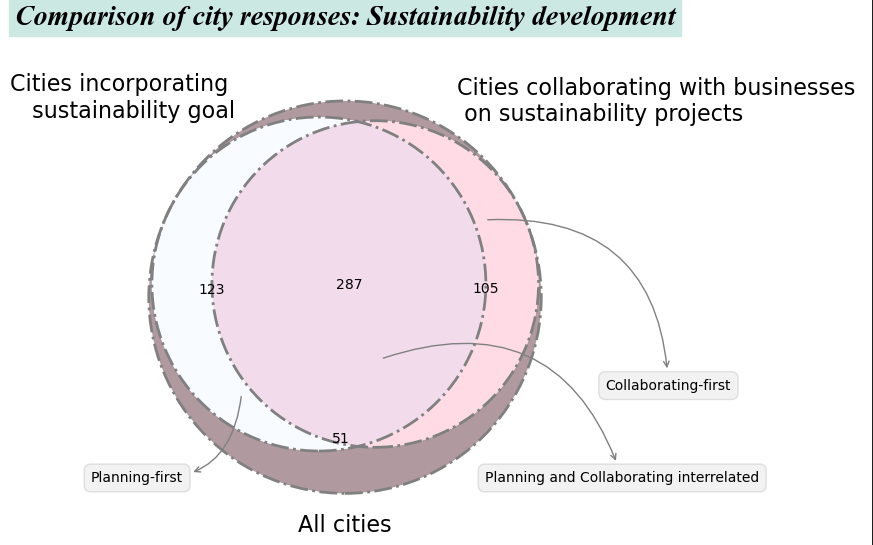 Comparison of city responses: Sustainability development
Cities incorporating
sustainability goal
Cities collaborating with businesses
on sustainability projects
123
287
105
Collaborating-first
51
Planning-first
Planning and Collaborating interrelated
All cities